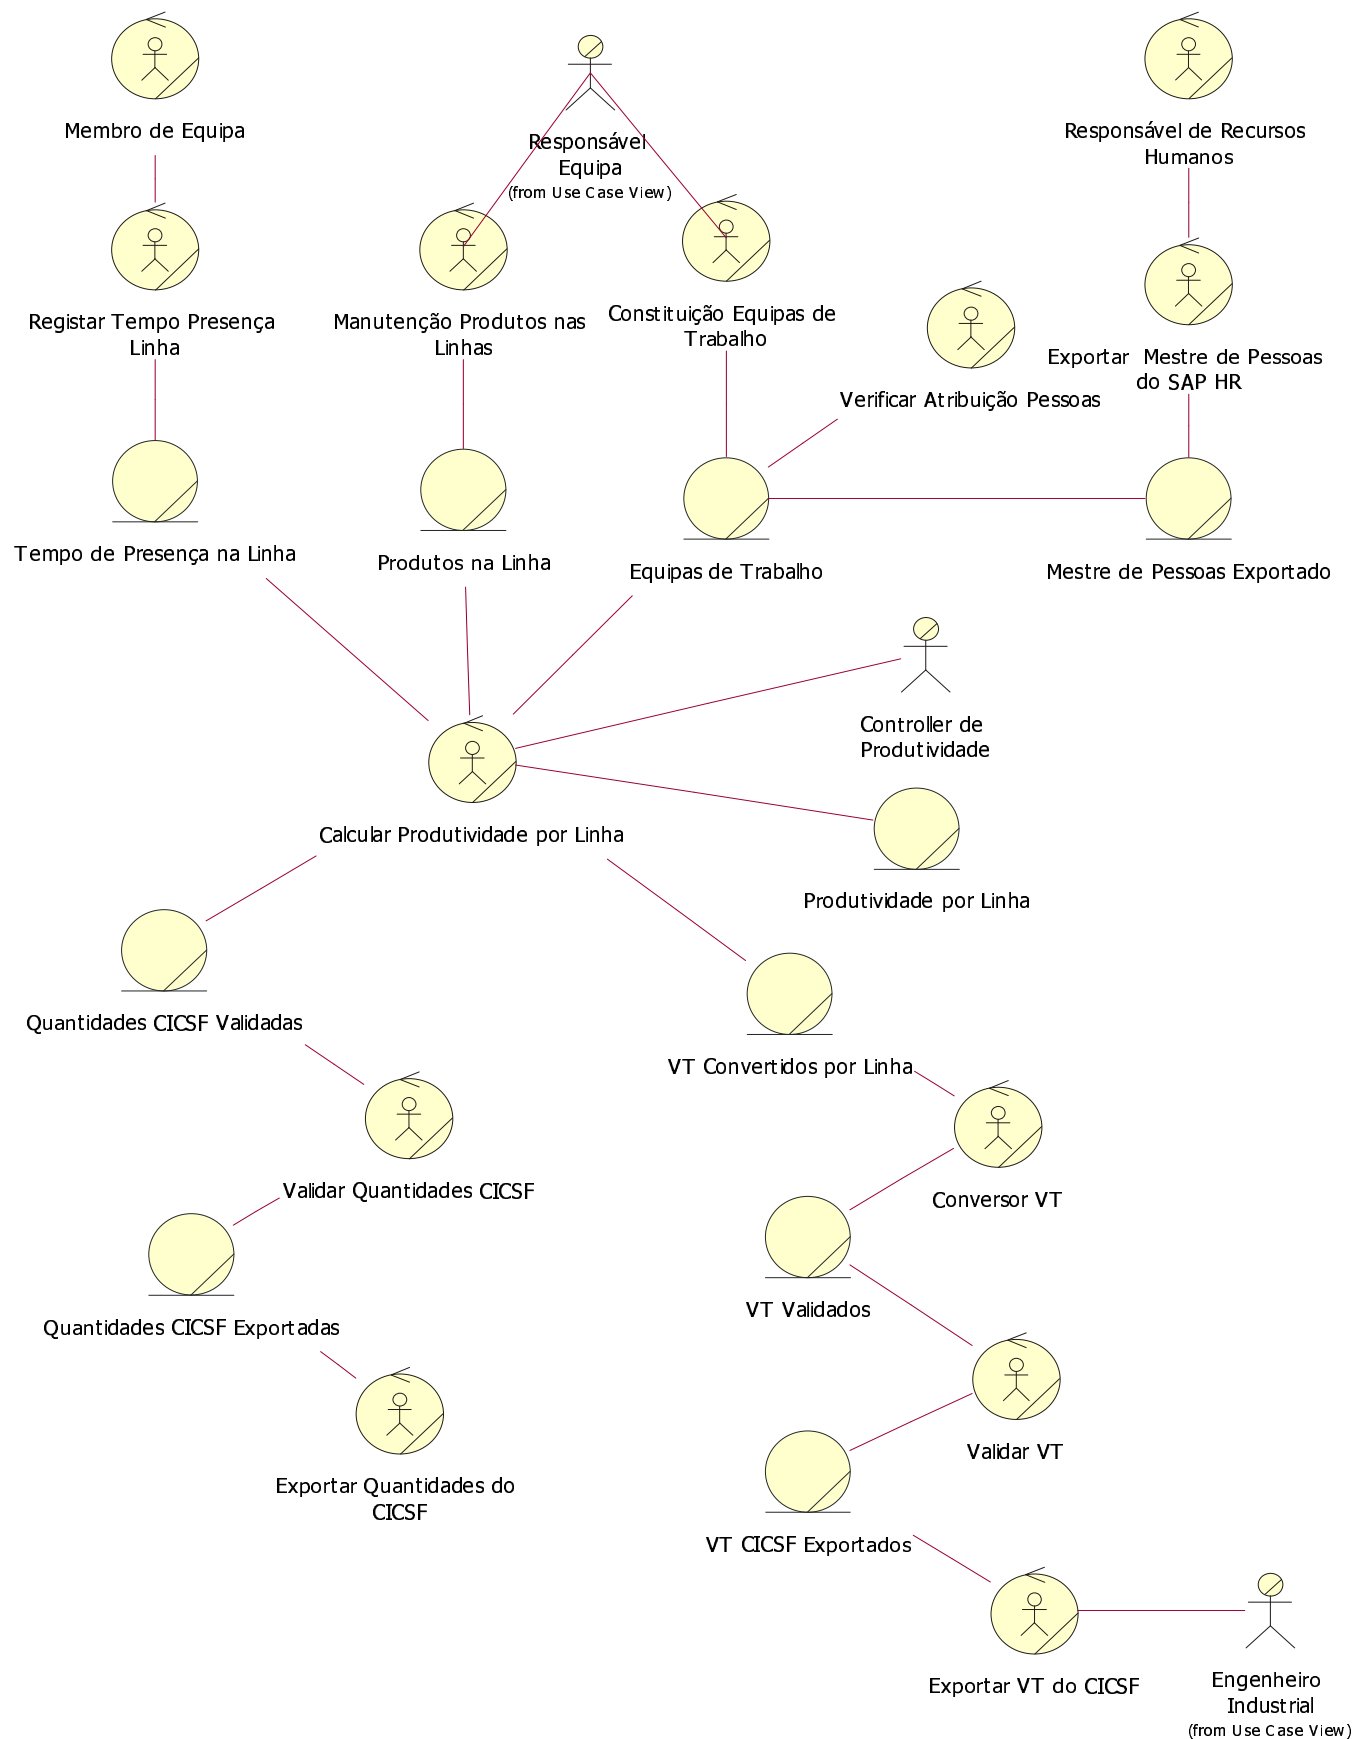 Membro de Equipa
Responsável
Equipa
(from Use Case View)
Responsável de Recursos
Humanos
Registar Tempo Presença
Linha
Manutenção Produtos nas
Linhas
Constituição Equipas de
Trabalho
Verificar Atribuição Pessoas
Exportar  Mestre de Pessoas
do SAP HR
Tempo de Presença na Linha
Produtos na Linha
Equipas de Trabalho
Mestre de Pessoas Exportado
Controller de
Produtividade
Calcular Produtividade por Linha
Produtividade por Linha
Quantidades CICSF Validadas
VT Convertidos por Linha
Validar Quantidades CICSF
Conversor VT
Quantidades CICSF Exportadas
VT Validados
Exportar Quantidades do
CICSF
Validar VT
VT CICSF Exportados
Exportar VT do CICSF
Engenheiro
Industrial
(from Use Case View)